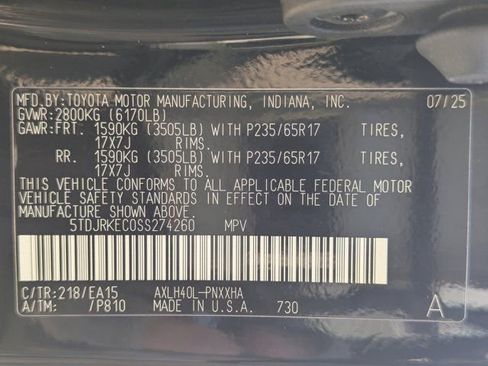 MFD.BY:TOYOTA MOTOR MANUFACTURING, INDIANA, INC. 07/25
GVWR:2800KG (6170LB)
GAWR:FRT. 1590KG (3505LB) WITH P235/65R17 TIRES,
17X7J RIMS.
RR. 1590KG (3505LB) WITH P235/65R17 TIRES,
17X7J RIMS.
THIS VEHICLE CONFORMS TO ALL APPLICABLE FEDERAL MOTOR
VEHICLE SAFETY STANDARDS IN EFFECT ON THE DATE OF
MANUFACTURE SHOWN ABOVE.
5TDJRKEC0SS274260 MPV
C/TR:218/EA15 AXLH40L-PNXXHA
A/TM: /P810 MADE IN U.S.A. 730 A